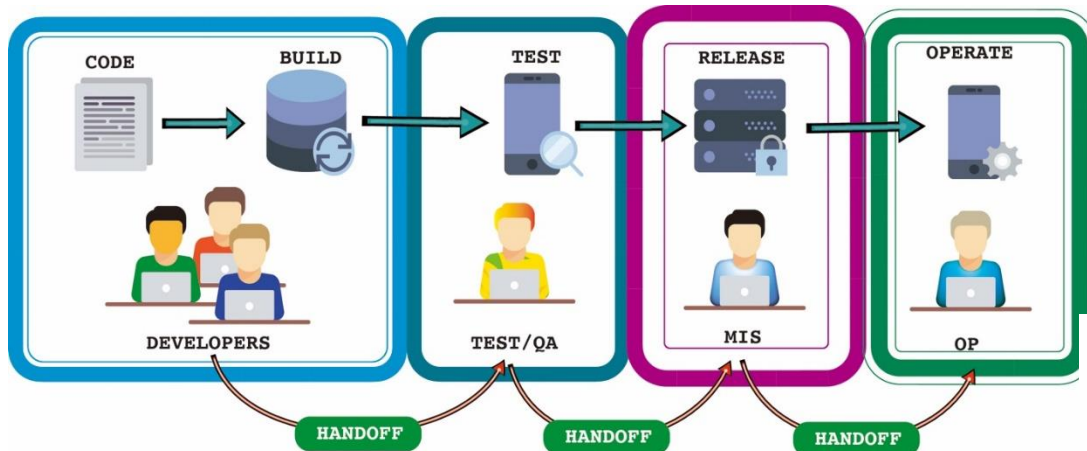 CODE
BUILD
TEST
RELEASE
OPERATE
DEVELOPERS
TEST/QA
MIS
OP
HANDOFF
HANDOFF
HANDOFF